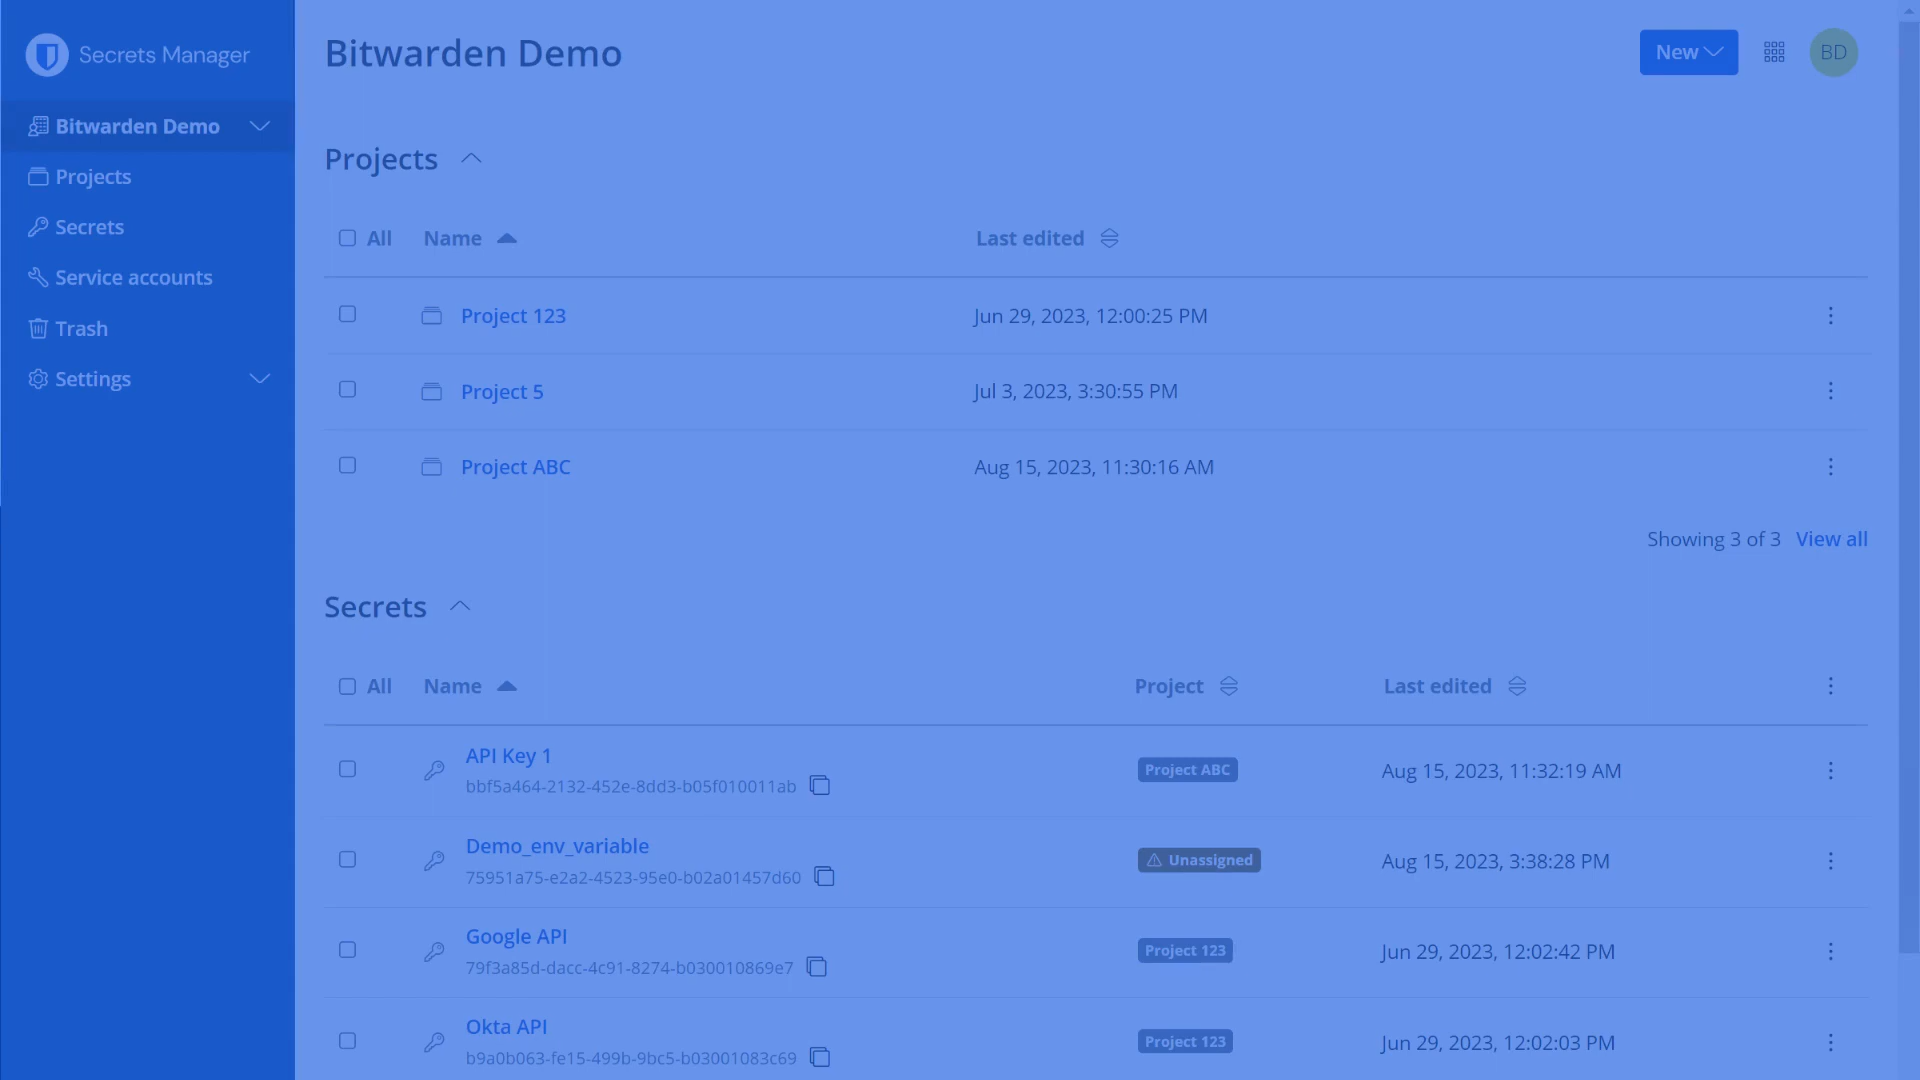 Secrets Manager
Bitwarden Demo
Projects
Secrets
Service accounts
Trash
Settings
Bitwarden Demo
New
BD
Projects
All Name Last edited
Project 123 Jun 29, 2023, 12:00:25 PM
Project 5 Jul 3, 2023, 3:30:55 PM
Project ABC Aug 15, 2023, 11:30:16 AM
Showing 3 of 3 View all
Secrets
All Name Project Last edited
API Key 1
bbf5a464-2132-452e-8dd3-b05f010011ab
Project ABC Aug 15, 2023, 11:32:19 AM
Demo_env_variable
75951a75-e2a2-4523-95e0-b02a01457d60
Unassigned Aug 15, 2023, 3:38:28 PM
Google API
79f3a85d-dacc-4c91-8274-b030010869e7
Project 123 Jun 29, 2023, 12:02:42 PM
Okta API
b9a0b063-fe15-499b-9bc5-b03001083c69
Project 123 Jun 29, 2023, 12:02:03 PM